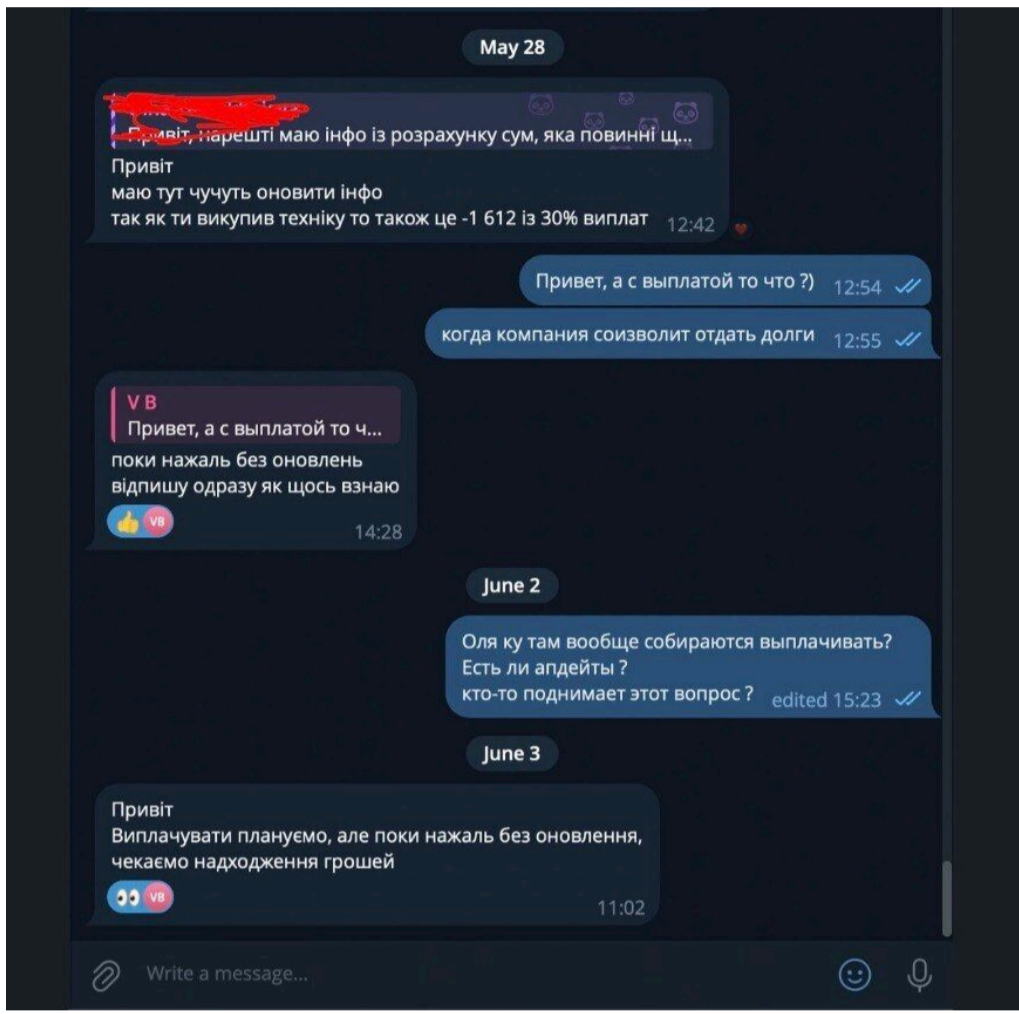 May 28
Привіт, нарешті маю інфо із розрахунку сум, яка повинні щ...
Привіт
маю тут чучуть оновити інфо
так як ти викупив техніку то також це -1 612 із 30% виплат 12:42
Привет, а с выплатой то что ?) 12:54
когда компания соизволит отдать долги 12:55
V B
Привет, а с выплатой то ч...
поки нажаль без оновлень
відпишу одразу як щось взнаю
VB
14:28
June 2
Оля ку там вообще собираются выплачивать?
Есть ли апдейты ?
кто-то поднимает этот вопрос ? edited 15:23
June 3
Привіт
Виплачувати плануємо, але поки нажаль без оновлення,
чекаємо надходження грошей
VB
11:02
Write a message...